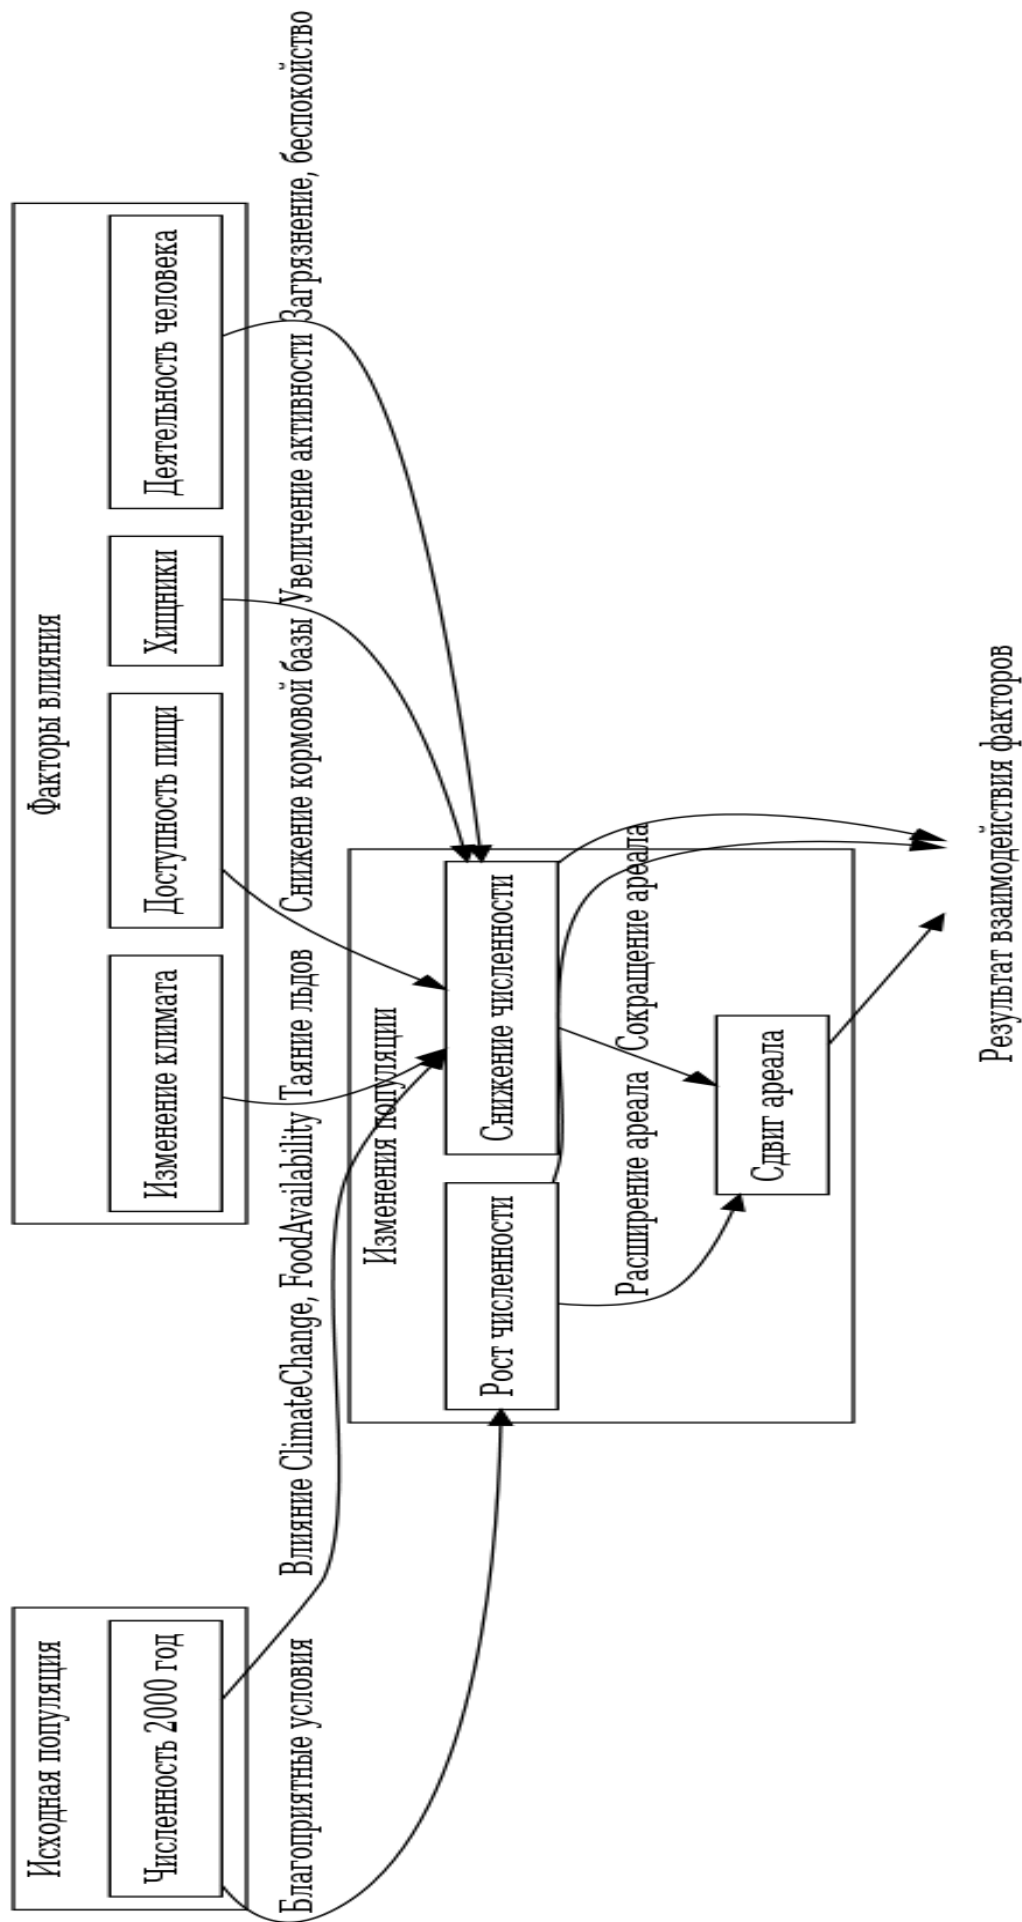 Исходная популяция
Численность 2000 год
Факторы влияния
Изменение климата
Доступность пищи
Хищники
Деятельность человека
Благоприятные условия
Влияние ClimateChange, FoodAvailability
Таяние льдов
Снижение кормовой базы
Увеличение активности
Загрязнение, беспокойство
Изменения популяции
Рост численности
Снижение численности
Расширение ареала
Сокращение ареала
Сдвиг ареала
Результат взаимодействия факторов